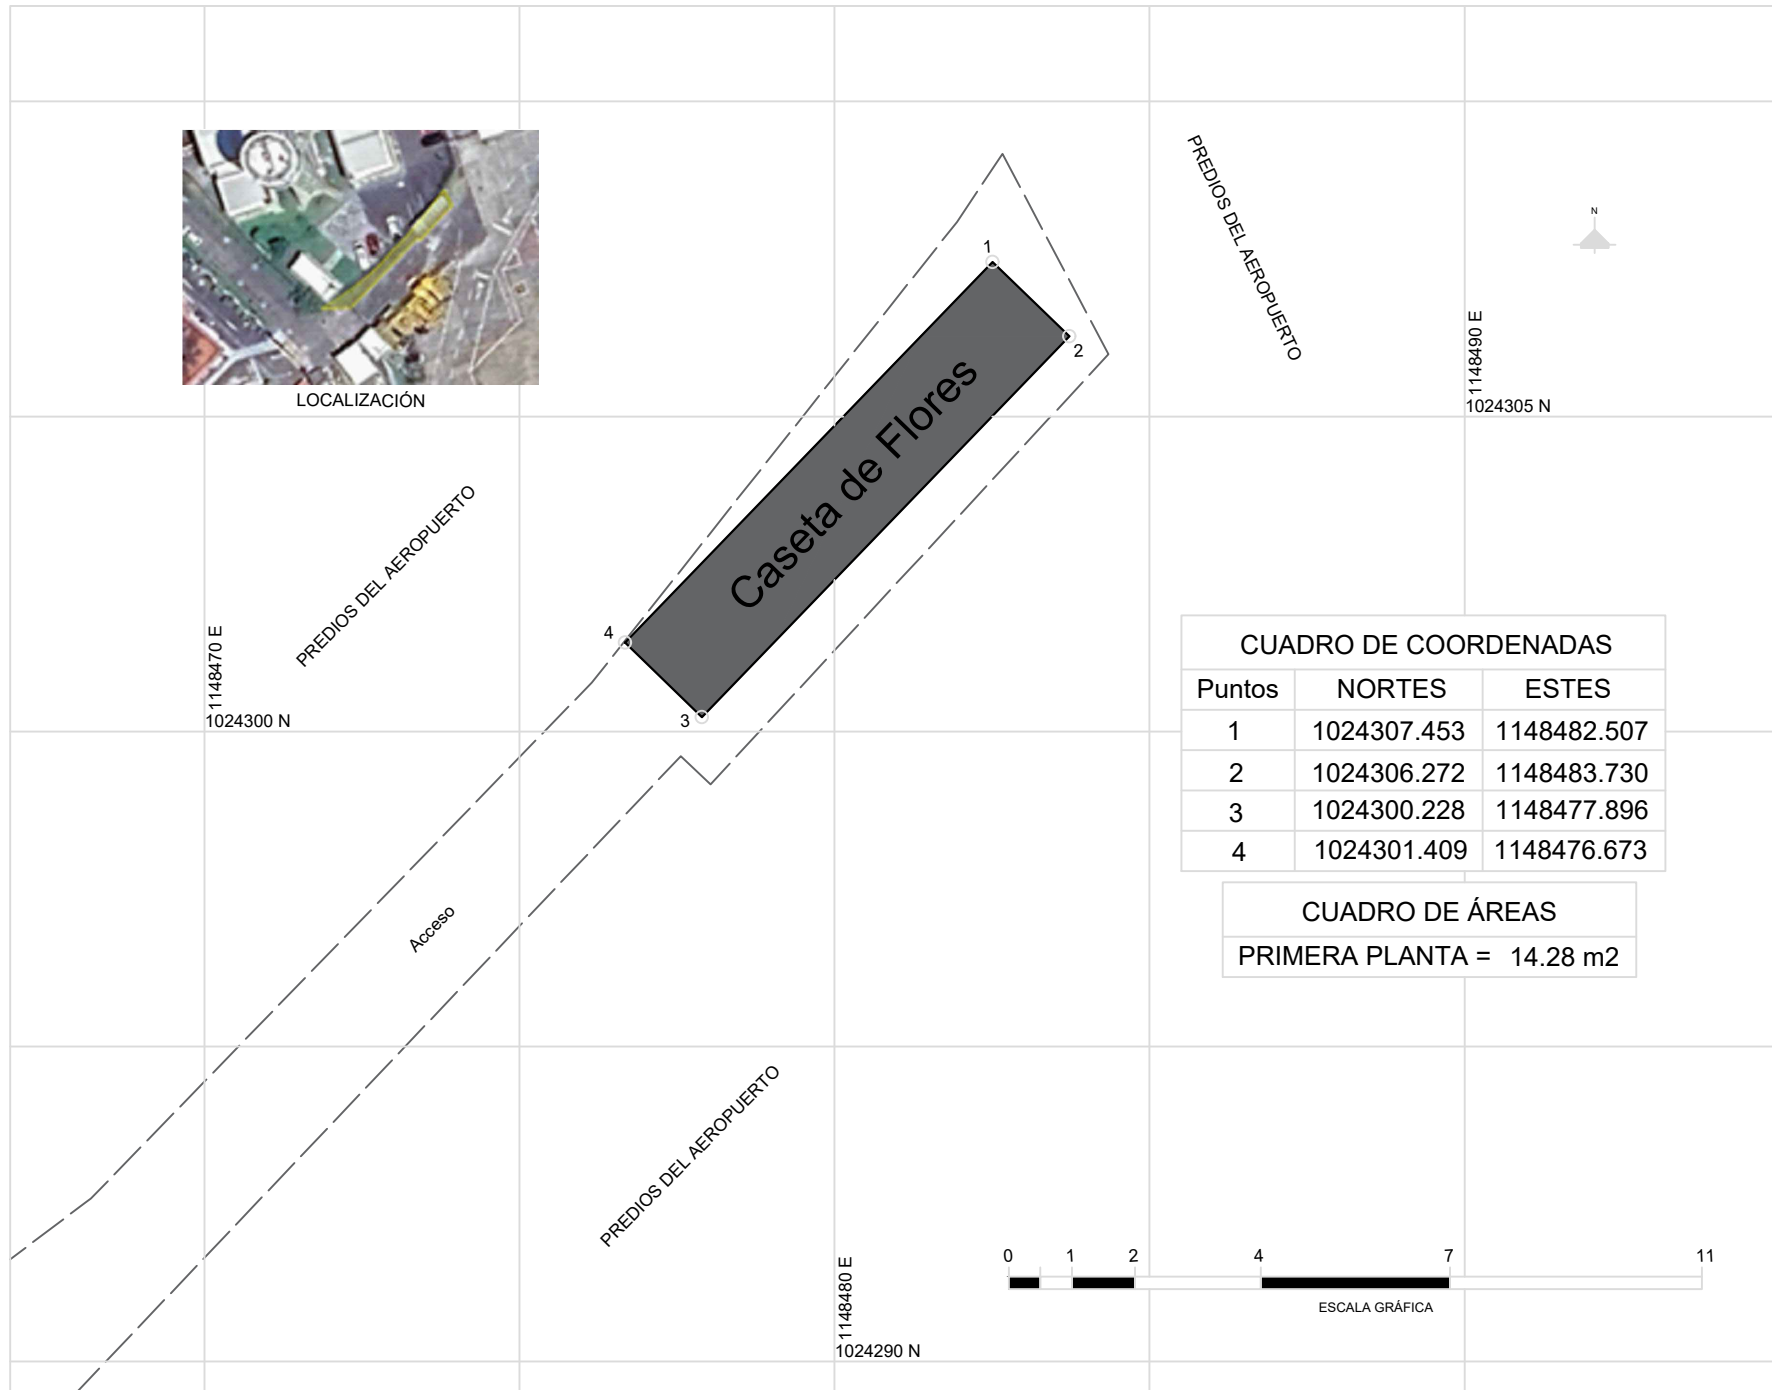 PREDIOS DEL AEROPUERTO
N
1
2
1148490 E
1024305 N
LOCALIZACIÓN
Caseta de Flores
PREDIOS DEL AEROPUERTO
4
3
1148470 E
1024300 N
CUADRO DE COORDENADAS
Puntos NORTES ESTES
1 1024307.453 1148482.507
2 1024306.272 1148483.730
3 1024300.228 1148477.896
4 1024301.409 1148476.673
CUADRO DE ÁREAS
PRIMERA PLANTA = 14.28 m2
Acceso
PREDIOS DEL AEROPUERTO
0 1 2 4 7 11
ESCALA GRÁFICA
1148480 E
1024290 N